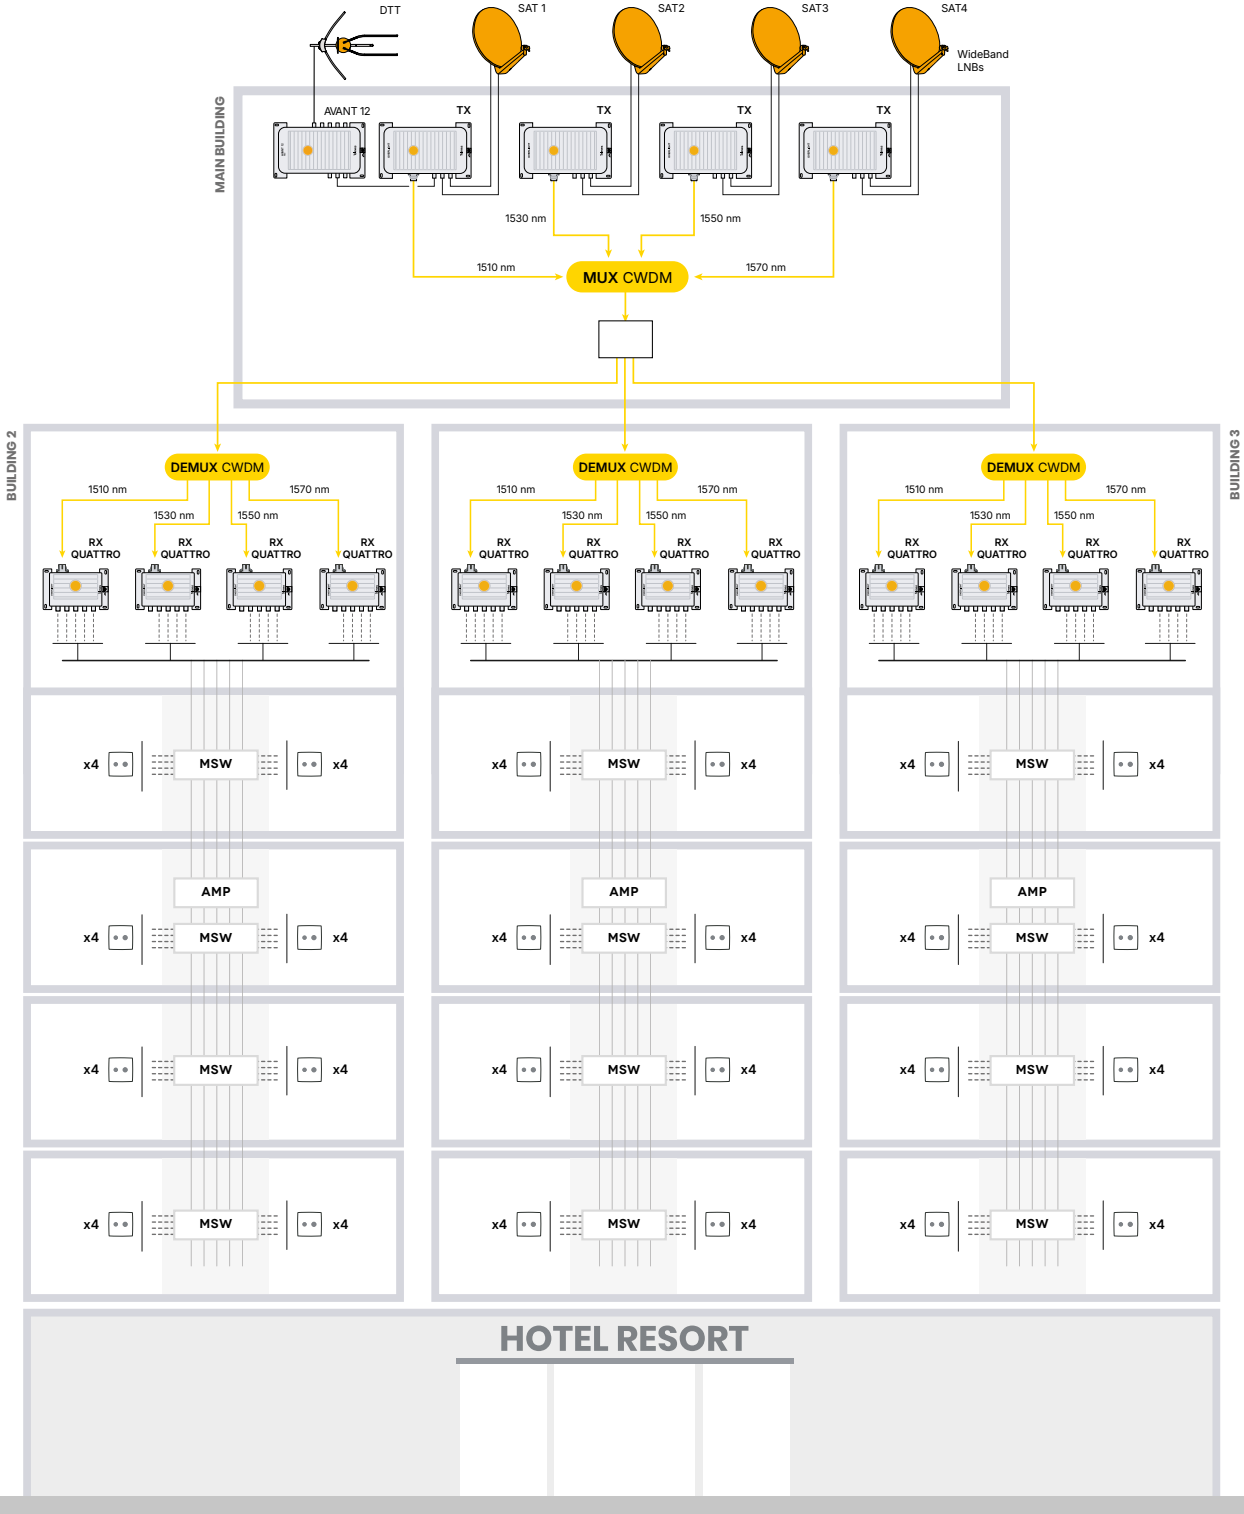 DTT
SAT 1
SAT2
SAT3
SAT4
WideBand
LNBs
MAIN BUILDING
AVANT 12
TX
TX
TX
TX
1530 nm
1550 nm
1510 nm
1570 nm
MUX CWDM
BUILDING 2
BUILDING 3
DEMUX CWDM
DEMUX CWDM
DEMUX CWDM
1510 nm
1570 nm
1510 nm
1570 nm
1510 nm
1570 nm
1530 nm
1550 nm
1530 nm
1550 nm
1530 nm
1550 nm
RX
QUATTRO
RX
QUATTRO
RX
QUATTRO
RX
QUATTRO
RX
QUATTRO
RX
QUATTRO
RX
QUATTRO
RX
QUATTRO
RX
QUATTRO
RX
QUATTRO
RX
QUATTRO
RX
QUATTRO
x4 MSW x4
x4 MSW x4
x4 MSW x4
AMP
AMP
AMP
x4 MSW x4
x4 MSW x4
x4 MSW x4
x4 MSW x4
x4 MSW x4
x4 MSW x4
x4 MSW x4
x4 MSW x4
x4 MSW x4
HOTEL RESORT